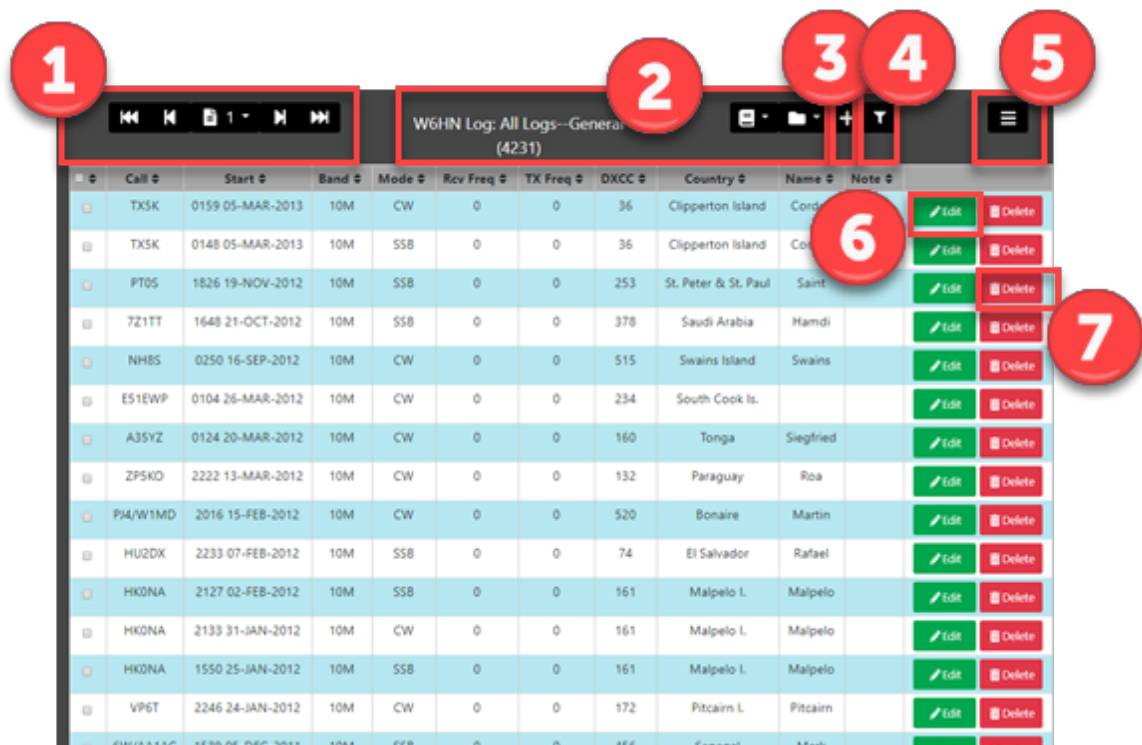 1
2
3
4
5
1
W6HN Log: All Logs--General
(4231)
Call Start Band Mode Rcv Freq TX Freq DXCC Country Name Note
TX5K 0159 05-MAR-2013 10M CW 0 0 36 Clipperton Island Edit Delete
TX5K 0148 05-MAR-2013 10M SSB 0 0 36 Clipperton Island Edit Delete
6
PT0S 1826 19-NOV-2012 10M SSB 0 0 253 St. Peter & St. Paul Saint Edit Delete
7Z1TT 1648 21-OCT-2012 10M SSB 0 0 378 Saudi Arabia Hamdi Edit Delete
7
NH8S 0250 16-SEP-2012 10M CW 0 0 515 Swains Island Swains Edit Delete
E51EWP 0104 26-MAR-2012 10M CW 0 0 234 South Cook Is. Edit Delete
A35YZ 0124 20-MAR-2012 10M CW 0 0 160 Tonga Siegfried Edit Delete
ZP5KO 2222 13-MAR-2012 10M CW 0 0 132 Paraguay Roa Edit Delete
PJ4/W1MD 2016 15-FEB-2012 10M CW 0 0 520 Bonaire Martin Edit Delete
HU2DX 2233 07-FEB-2012 10M SSB 0 0 74 El Salvador Rafael Edit Delete
HK0NA 2127 02-FEB-2012 10M SSB 0 0 161 Malpelo I. Malpelo Edit Delete
HK0NA 2133 31-JAN-2012 10M CW 0 0 161 Malpelo I. Malpelo Edit Delete
HK0NA 1550 25-JAN-2012 10M SSB 0 0 161 Malpelo I. Malpelo Edit Delete
VP6T 2246 24-JAN-2012 10M CW 0 0 172 Pitcairn I. Pitcairn Edit Delete